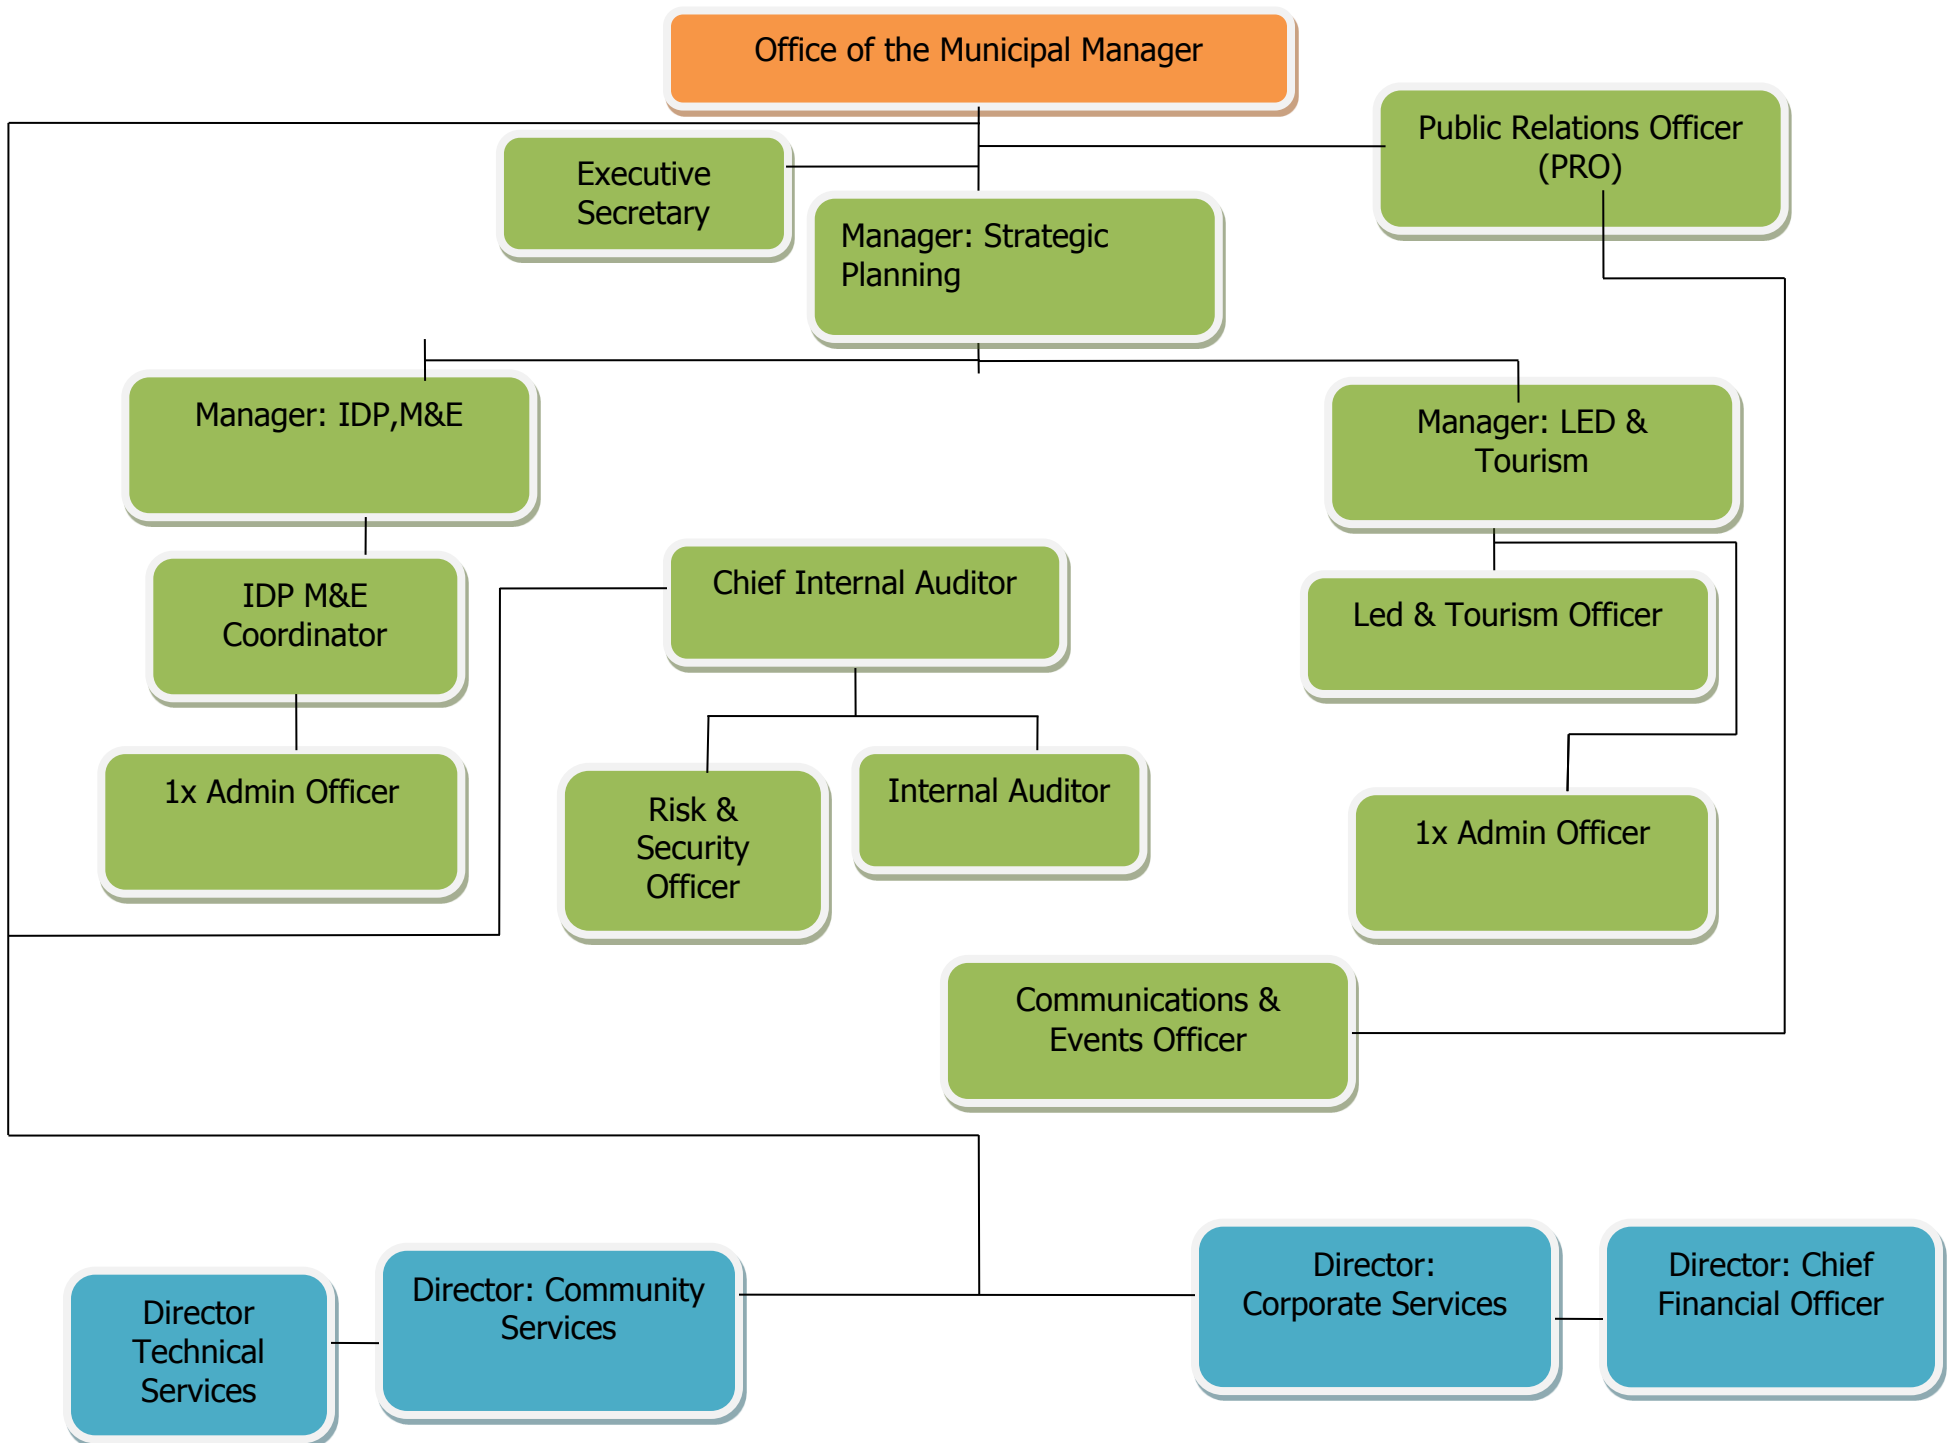 Office of the Municipal Manager
Public Relations Officer
(PRO)
Executive
Secretary
Manager: Strategic
Planning
Manager: IDP,M&E
Manager: LED &
Tourism
IDP M&E
Coordinator
Chief Internal Auditor
Led & Tourism Officer
1x Admin Officer
Risk &
Security
Officer
Internal Auditor
1x Admin Officer
Communications &
Events Officer
Director
Technical
Services
Director: Community
Services
Director:
Corporate Services
Director: Chief
Financial Officer